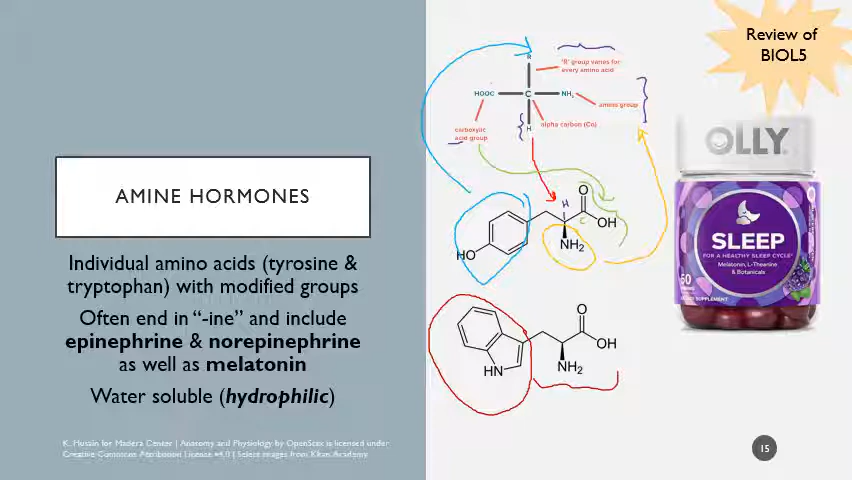 Review of
BIOL5
R
'R' group varies for
every amino acid
HOOC
C
NH₂
amino group
carboxylic
acid group
H
alpha carbon (Cα)
OLLY.
SLEEP
FOR A HEALTHY SLEEP CYCLE
Melatonin, L-Theanine
& Botanicals
AMINE HORMONES
Individual amino acids (tyrosine &
tryptophan) with modified groups
Often end in “-ine” and include
epinephrine & norepinephrine
as well as melatonin
Water soluble (hydrophilic)
H
O
C
OH
NH₂
HO
O
OH
NH₂
HN
K. Husain for Madera Center | Anatomy and Physiology by OpenStax is licensed under
Creative Commons Attribution License v4.0 | Select images from Khan Academy
15